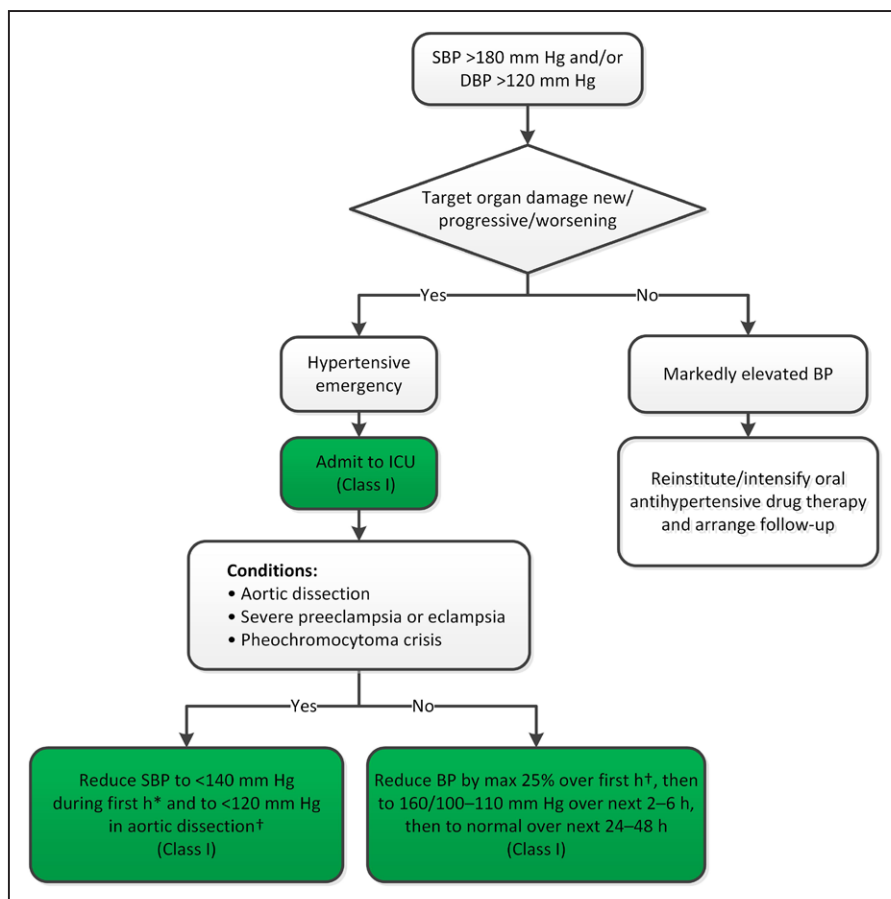 SBP >180 mm Hg and/or
DBP >120 mm Hg
Target organ damage new/
progressive/worsening
Yes
No
Hypertensive
emergency
Markedly elevated BP
Admit to ICU
(Class I)
Reinstitute/intensify oral
antihypertensive drug therapy
and arrange follow-up
Conditions:
• Aortic dissection
• Severe preeclampsia or eclampsia
• Pheochromocytoma crisis
Yes
No
Reduce SBP to <140 mm Hg
during first h* and to <120 mm Hg
in aortic dissection†
(Class I)
Reduce BP by max 25% over first h†, then
to 160/100–110 mm Hg over next 2–6 h,
then to normal over next 24–48 h
(Class I)